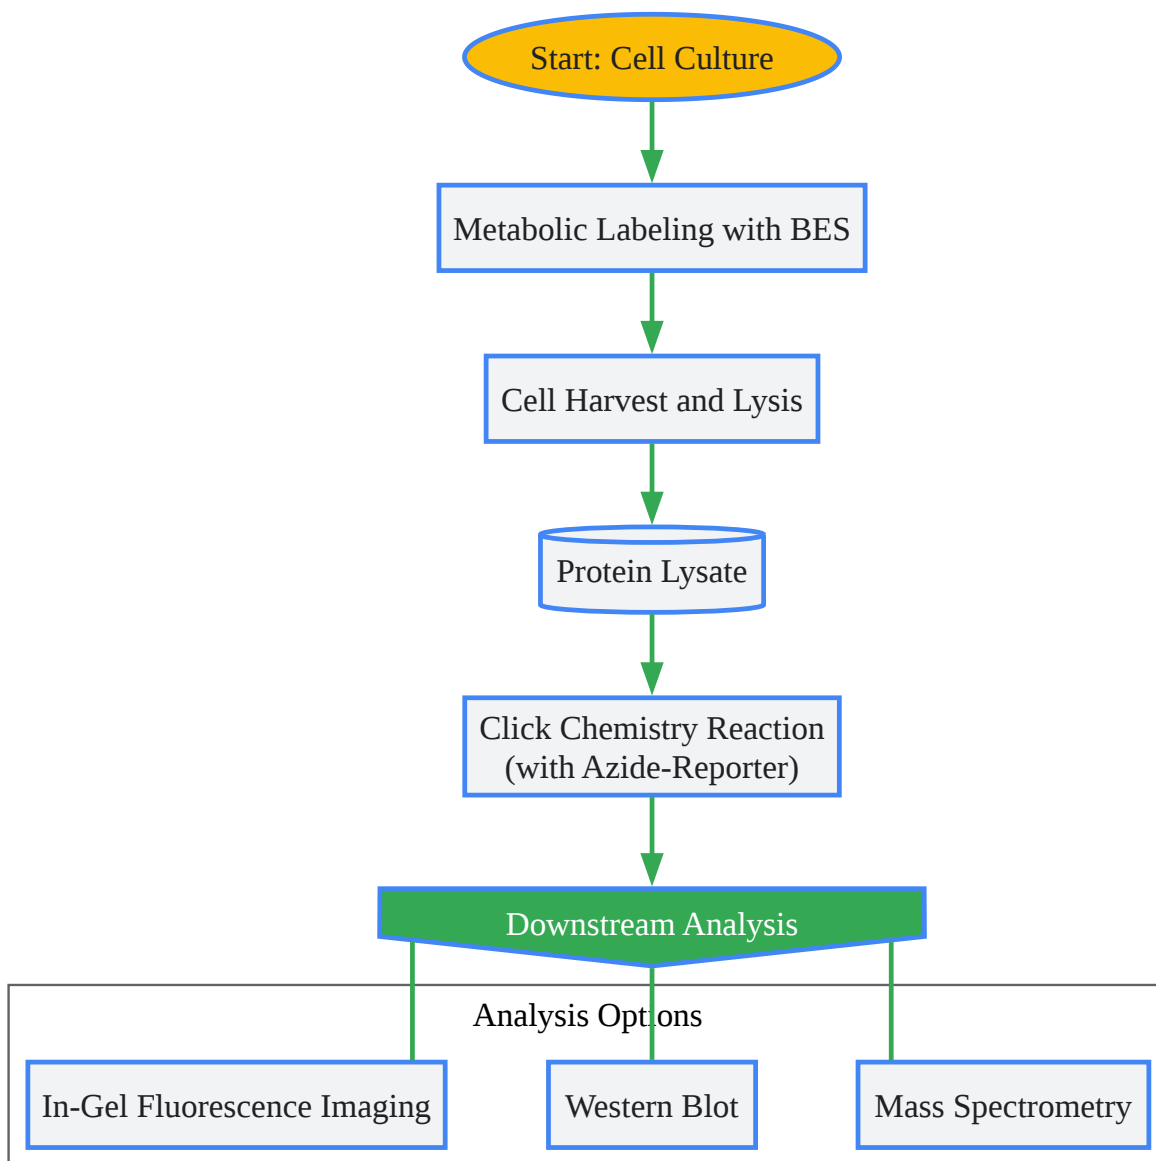 Start: Cell Culture
Metabolic Labeling with BES
Cell Harvest and Lysis
Protein Lysate
Click Chemistry Reaction
(with Azide-Reporter)
Downstream Analysis
Analysis Options
In-Gel Fluorescence Imaging
Western Blot
Mass Spectrometry